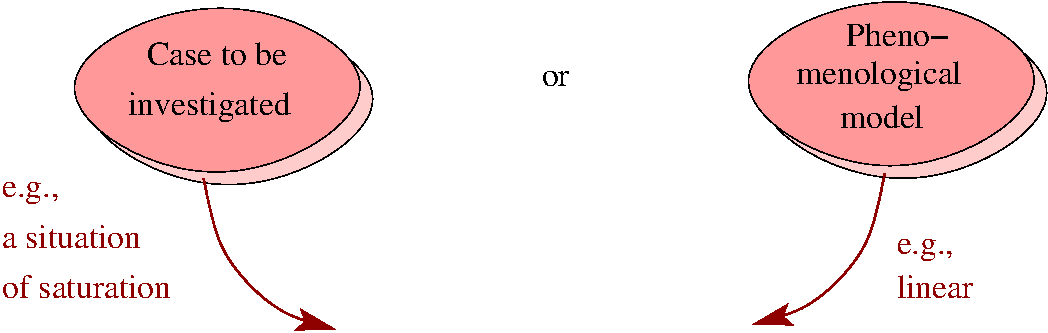 Case to be
investigated
or
Pheno–
menological
model
e.g.,
a situation
of saturation
e.g.,
linear